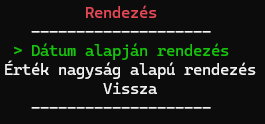 Rendezés
--------------------
> Dátum alapján rendezés
Érték nagyság alapú rendezés
Vissza
--------------------